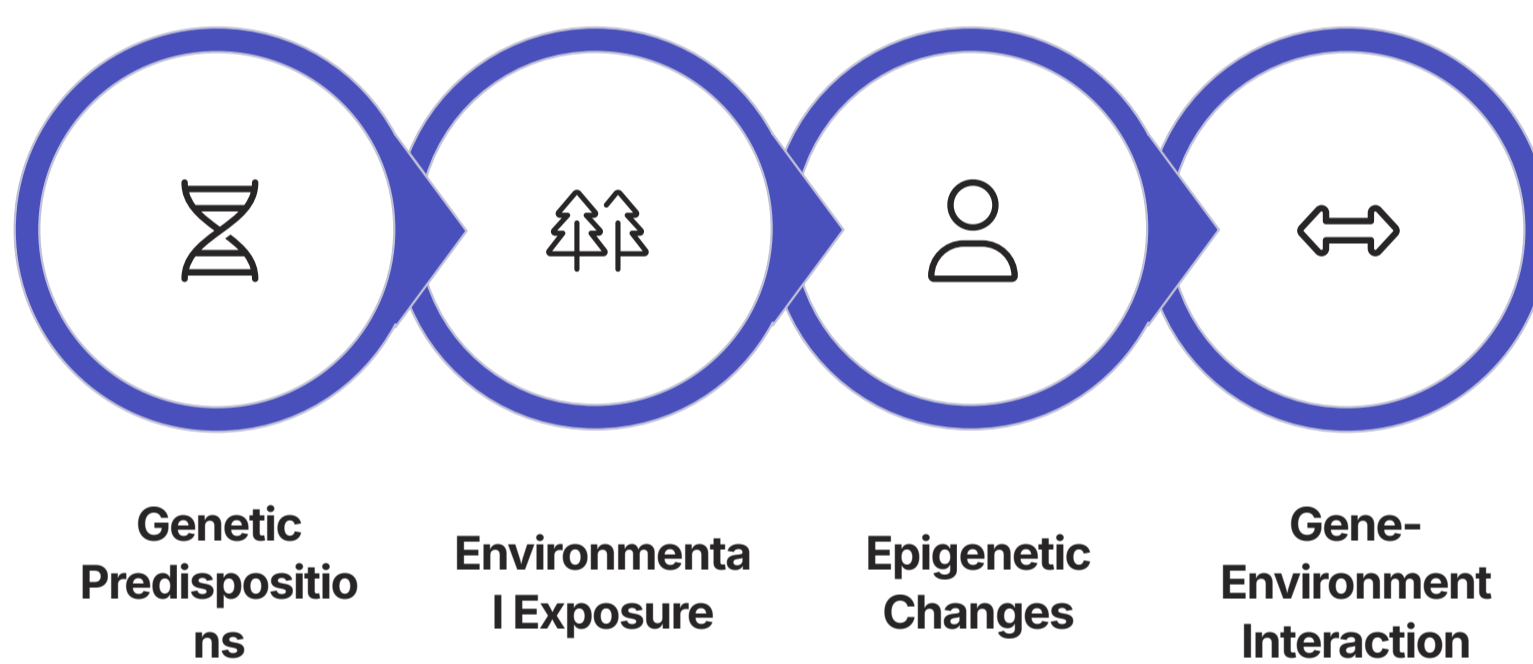 Genetic
Predispositio
ns
Environmenta
l Exposure
Epigenetic
Changes
Gene-
Environment
Interaction